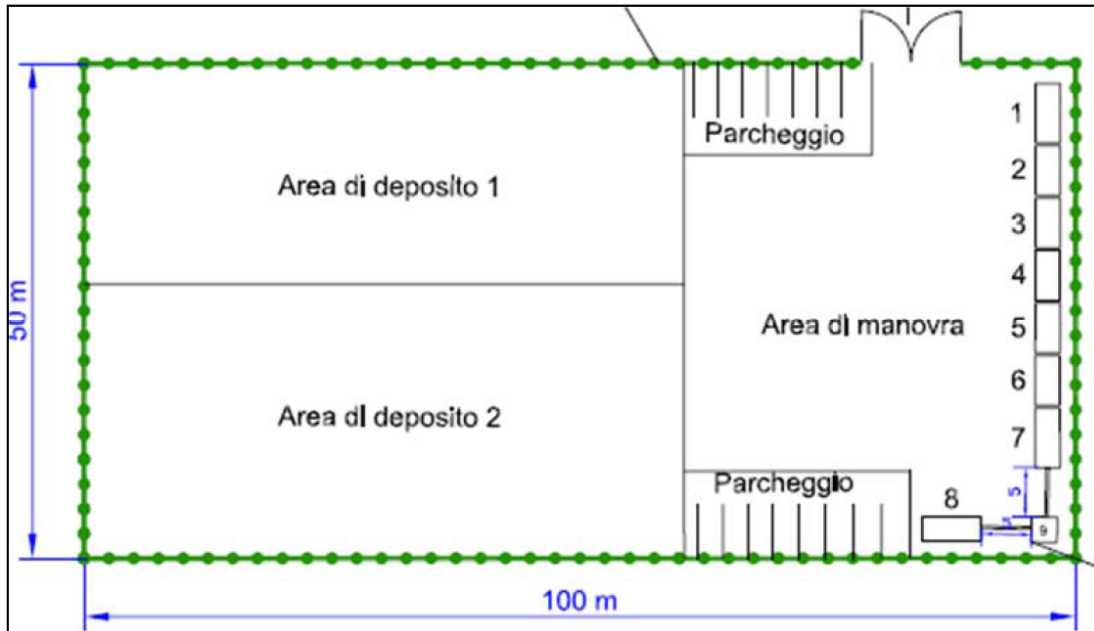 Parcheggio
1
2
Area di deposito 1
3
4
50 m
Area di manovra
5
6
Area di deposito 2
7
Parcheggio
8
5
9
100 m